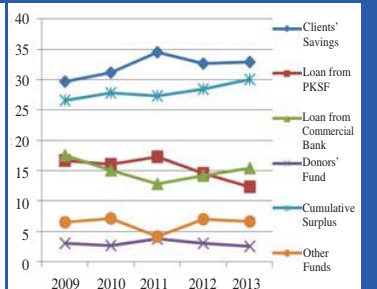 40
35
30
25
20
15
10
5
0
2009 2010 2011 2012 2013
Clients'
Savings
Loan from
PKSF
Loan from
Commercial
Bank
Donors'
Fund
Cumulative
Surplus
Other
Funds